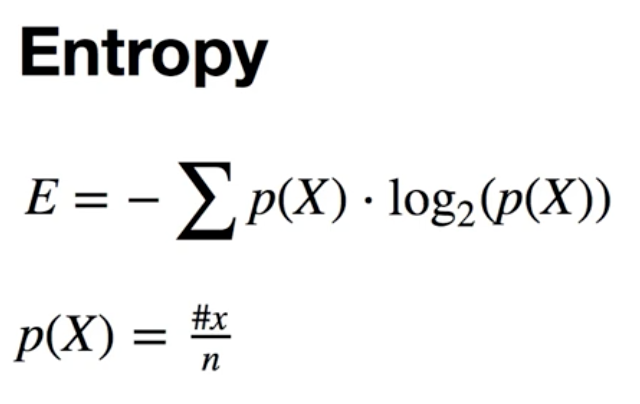 Entropy
E = − ∑ p(X) · log₂(p(X))
p(X) = #x/n